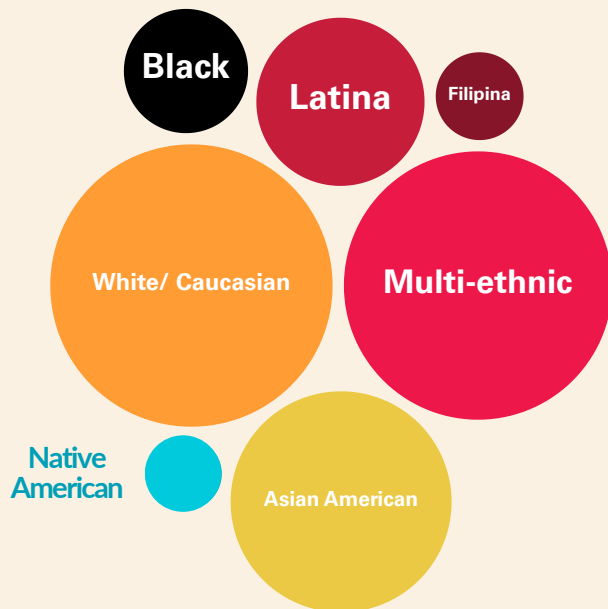 Black
Latina
Filipina
White/ Caucasian
Multi-ethnic
Native
American
Asian American